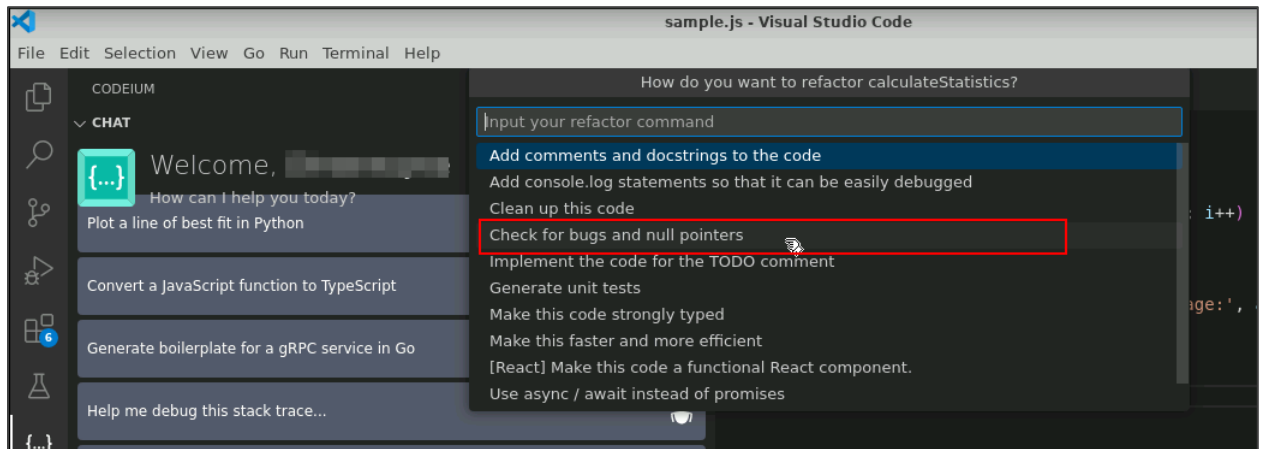 sample.js - Visual Studio Code
File Edit Selection View Go Run Terminal Help
CODEIUM
CHAT
{...}
Welcome,
How can I help you today?
Plot a line of best fit in Python
Convert a JavaScript function to TypeScript
Generate boilerplate for a gRPC service in Go
Help me debug this stack trace...
6
{...}
How do you want to refactor calculateStatistics?
Input your refactor command
Add comments and docstrings to the code
Add console.log statements so that it can be easily debugged
Clean up this code
Check for bugs and null pointers
Implement the code for the TODO comment
Generate unit tests
Make this code strongly typed
Make this faster and more efficient
[React] Make this code a functional React component.
Use async / await instead of promises
i++)
age:',